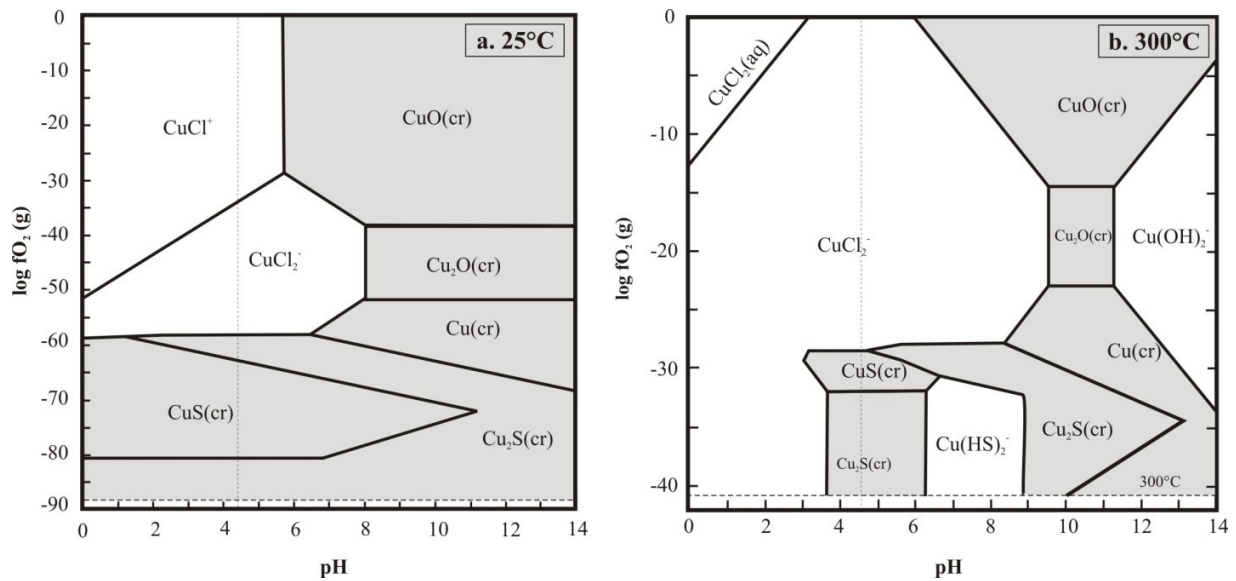 a. 25°C
0
-10
-20
-30
-40
-50
-60
-70
-80
-90
log fO₂ (g)
CuCl⁺
CuO(cr)
CuCl₂⁻
Cu₂O(cr)
Cu(cr)
CuS(cr)
Cu₂S(cr)
0 2 4 6 8 10 12 14
pH
b. 300°C
0
-10
-20
-30
-40
log fO₂ (g)
CuCl₂(aq)
CuO(cr)
CuCl₂⁻
Cu₂O(cr)
Cu(OH)₂⁻
Cu(cr)
CuS(cr)
Cu₂S(cr)
Cu(HS)₂⁻
Cu₂S(cr)
300°C
0 2 4 6 8 10 12 14
pH